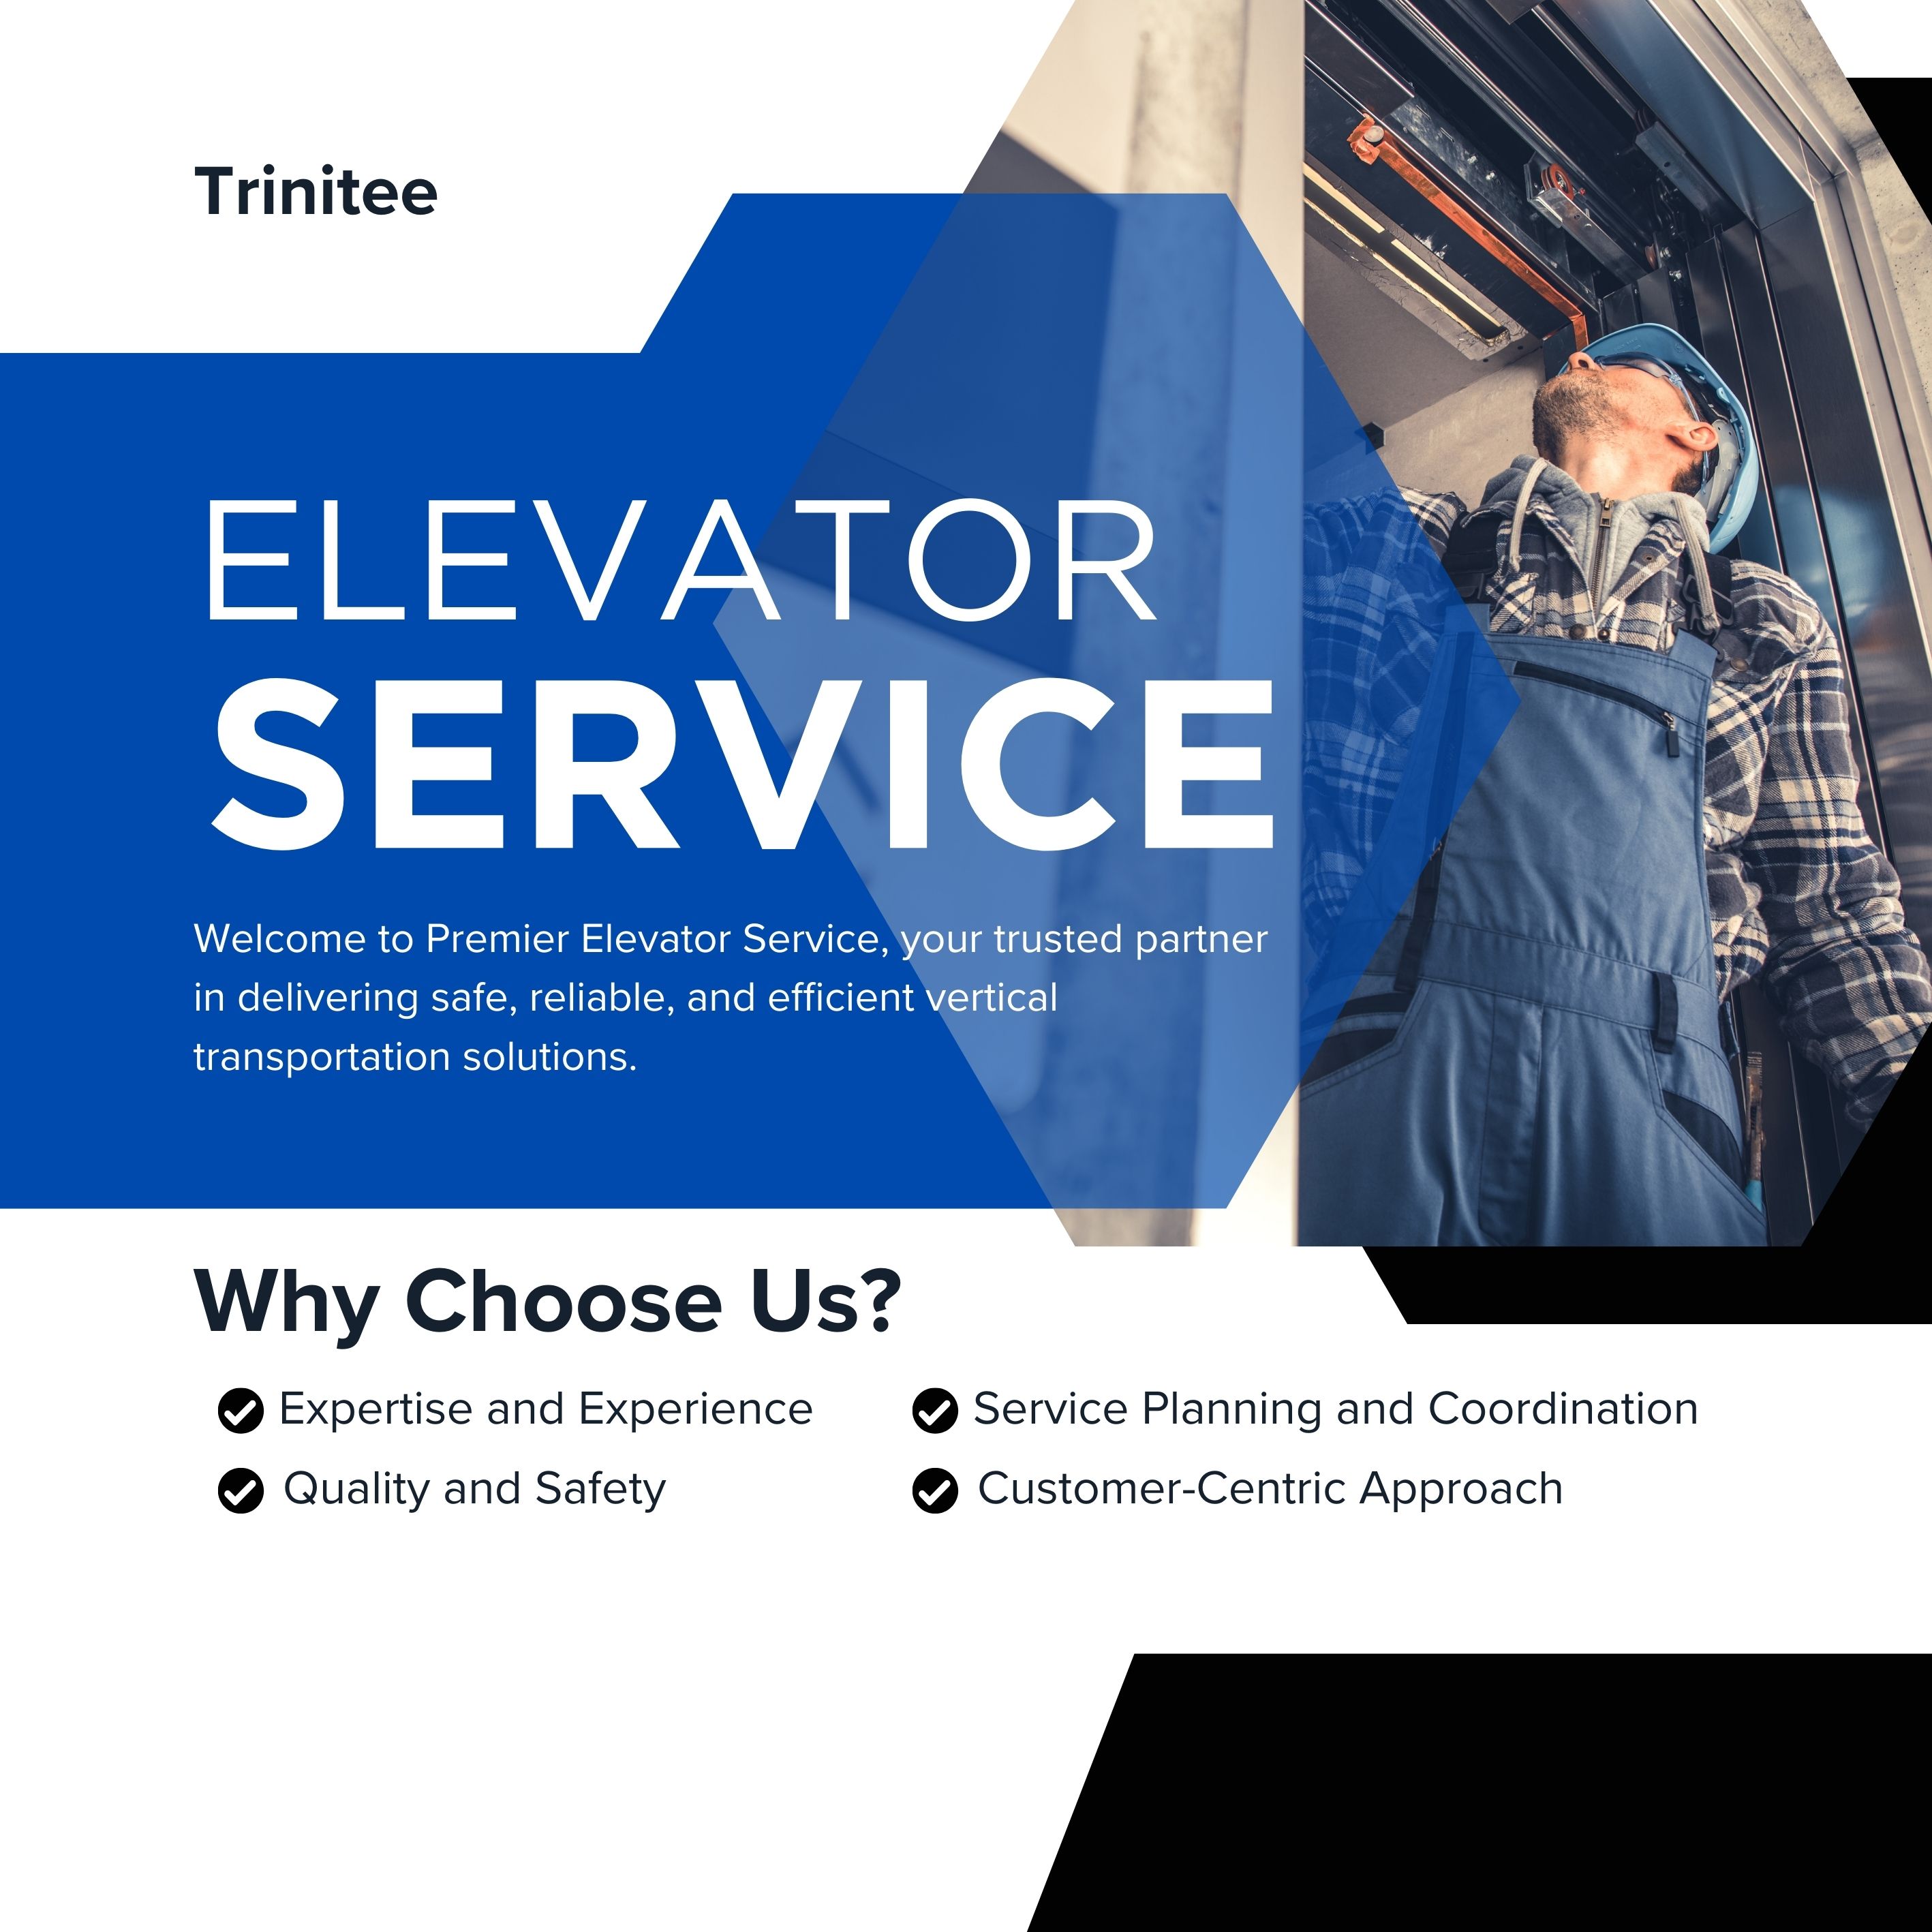 Trinitee
ELEVATOR
SERVICE
Welcome to Premier Elevator Service, your trusted partner
in delivering safe, reliable, and efficient vertical
transportation solutions.
Why Choose Us?
Expertise and Experience
Quality and Safety
Service Planning and Coordination
Customer-Centric Approach